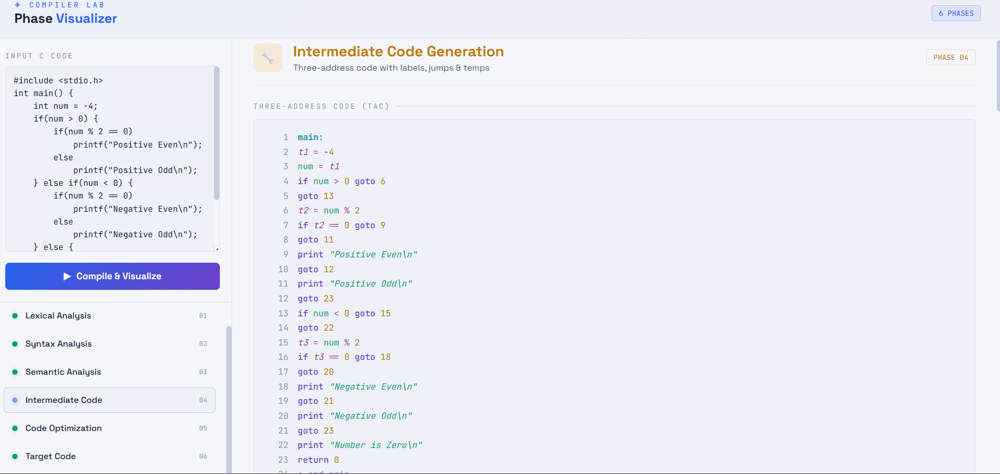 ◈ COMPILER LAB
Phase Visualizer
6 PHASES
INPUT C CODE
#include <stdio.h>
int main() {
    int num = -4;
    if(num > 0) {
        if(num % 2 == 0)
            printf("Positive Even\n");
        else
            printf("Positive Odd\n");
    } else if(num < 0) {
        if(num % 2 == 0)
            printf("Negative Even\n");
        else
            printf("Negative Odd\n");
    } else {
▶ Compile & Visualize
Lexical Analysis 01
Syntax Analysis 02
Semantic Analysis 03
Intermediate Code 04
Code Optimization 05
Target Code 06
Intermediate Code Generation
Three-address code with labels, jumps & temps
PHASE 04
THREE-ADDRESS CODE (TAC)
1 main:
2 t1 = -4
3 num = t1
4 if num > 0 goto 6
5 goto 13
6 t2 = num % 2
7 if t2 == 0 goto 9
8 goto 11
9 print "Positive Even\n"
10 goto 12
11 print "Positive Odd\n"
12 goto 23
13 if num < 0 goto 15
14 goto 22
15 t3 = num % 2
16 if t3 == 0 goto 18
17 goto 20
18 print "Negative Even\n"
19 goto 21
20 print "Negative Odd\n"
21 goto 23
22 print "Number is Zero\n"
23 return 0